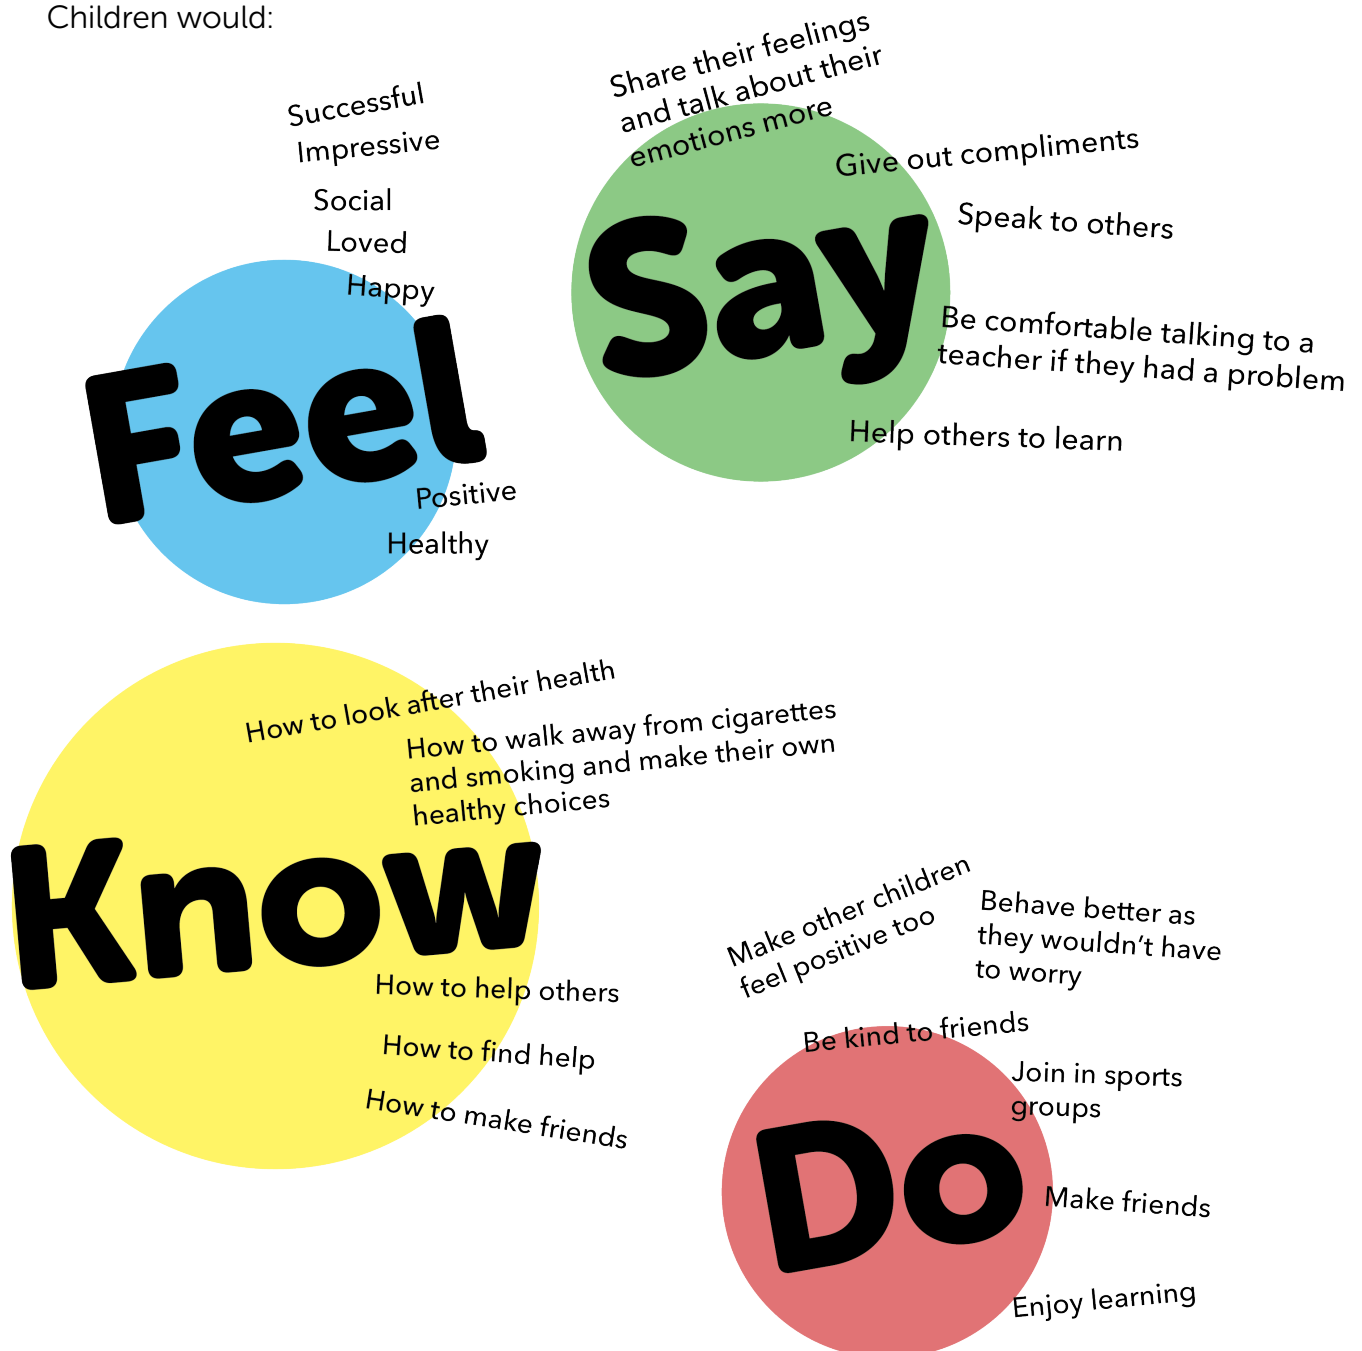 Children would:
Successful
Impressive
Social
Loved
Happy
Feel
Positive
Healthy
Share their feelings
and talk about their
emotions more
Give out compliments
Speak to others
Say
Be comfortable talking to a
teacher if they had a problem
Help others to learn
How to look after their health
How to walk away from cigarettes
and smoking and make their own
healthy choices
Know
How to help others
How to find help
How to make friends
Make other children
feel positive too
Behave better as
they wouldn’t have
to worry
Be kind to friends
Join in sports
groups
Do
Make friends
Enjoy learning